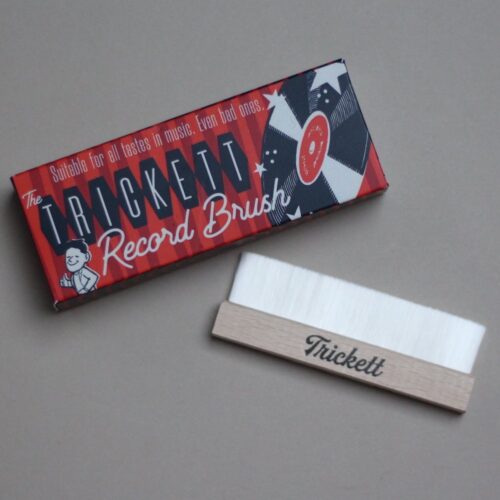 Suitable for all tastes in music. Even bad ones.
The
TRICKETT
Record Brush
Trickett